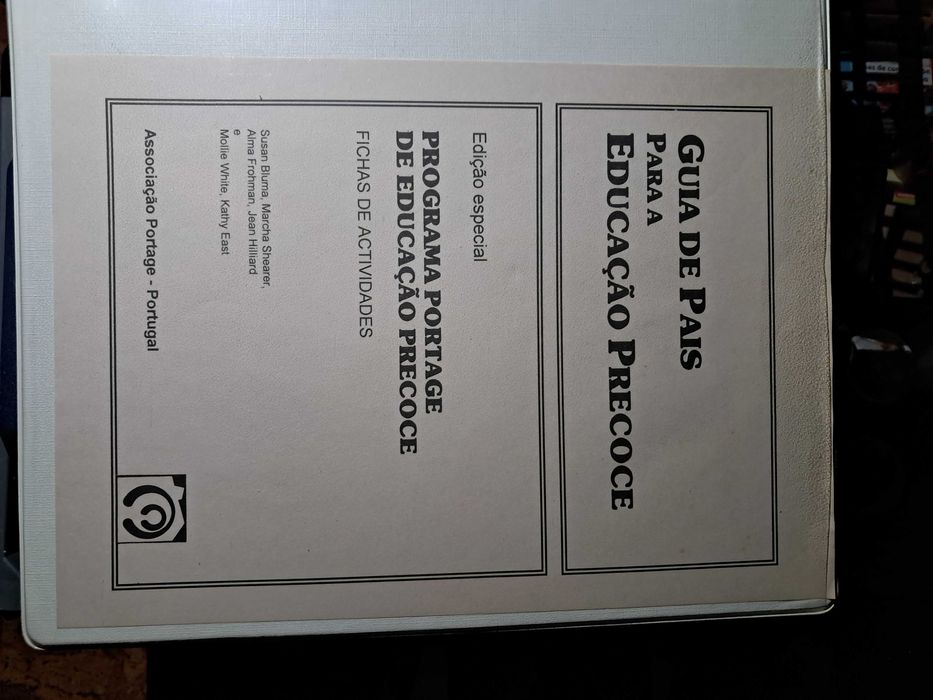 GUIA DE PAIS
PARA A
EDUCAÇÃO PRECOCE
Edição especial
PROGRAMA PORTAGE
DE EDUCAÇÃO PRECOCE
FICHAS DE ACTIVIDADES
Susan Bluma, Marcha Shearer,
Alma Frohman, Jean Hilliard
e
Mollie White, Kathy East
Associação Portage - Portugal